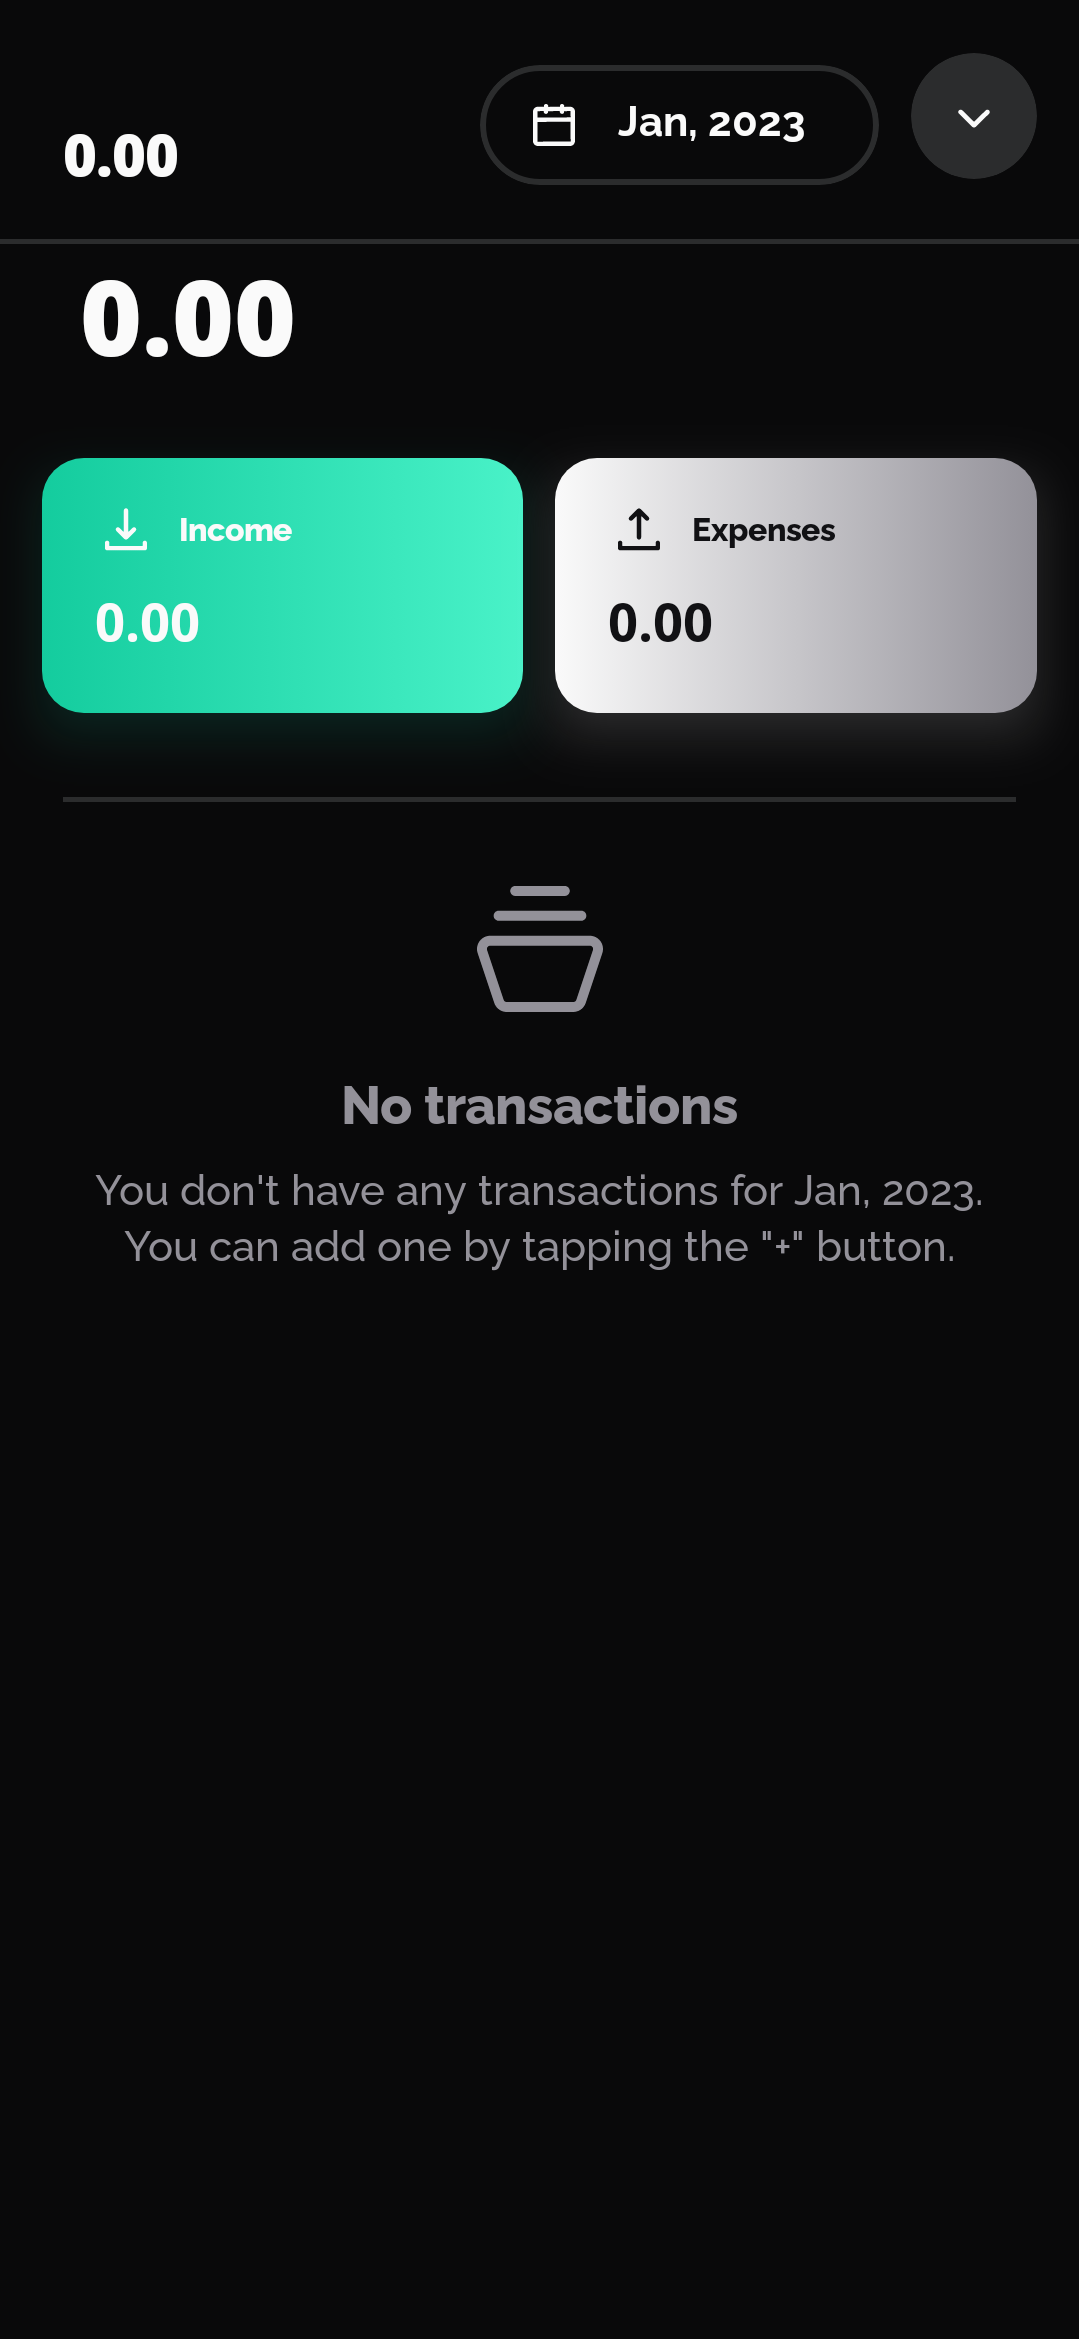 0.00
Jan, 2023
0.00
Income
0.00
Expenses
0.00
No transactions
You don't have any transactions for Jan, 2023.
You can add one by tapping the "+" button.